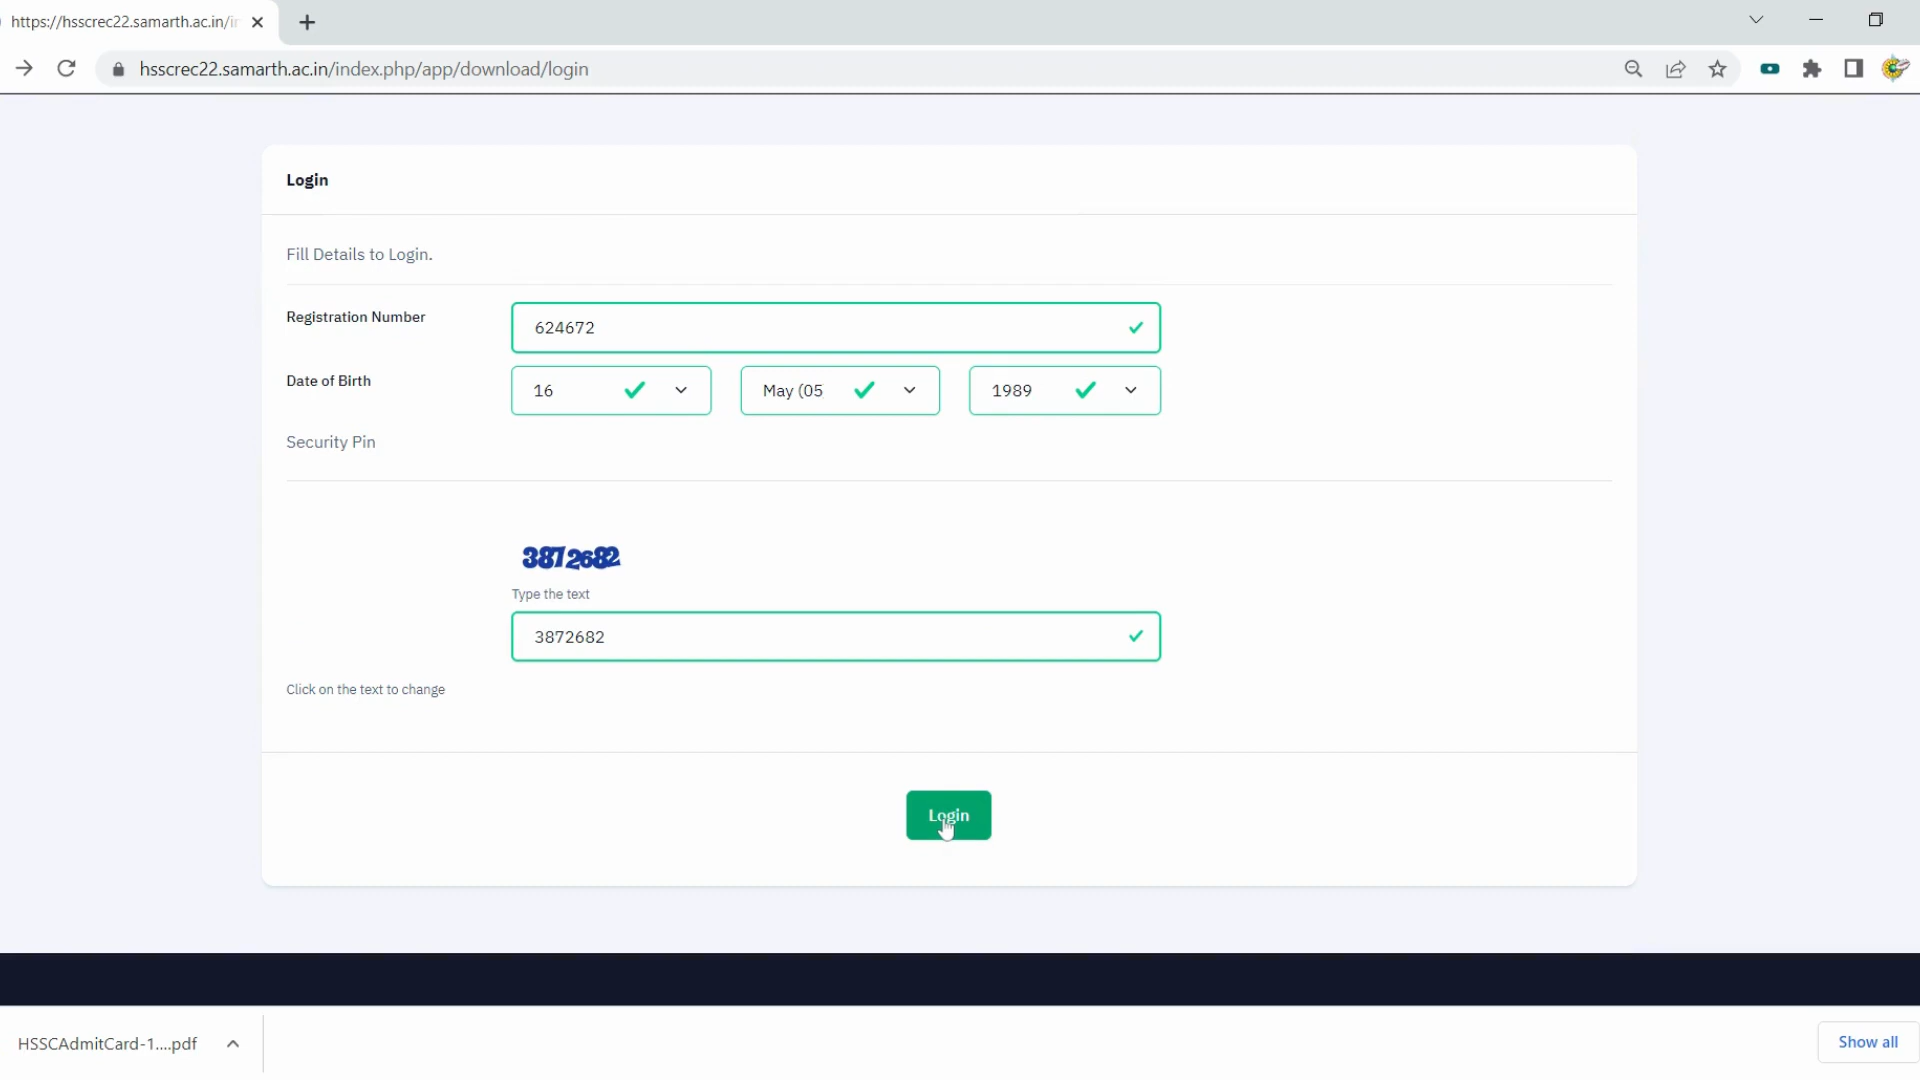 https://hsscrec22.samarth.ac.in/in
hsscrec22.samarth.ac.in/index.php/app/download/login
Login
Fill Details to Login.
Registration Number
624672
Date of Birth
16
May (05
1989
Security Pin
3872682
Type the text
3872682
Click on the text to change
Login
HSSCAdmitCard-1....pdf
Show all